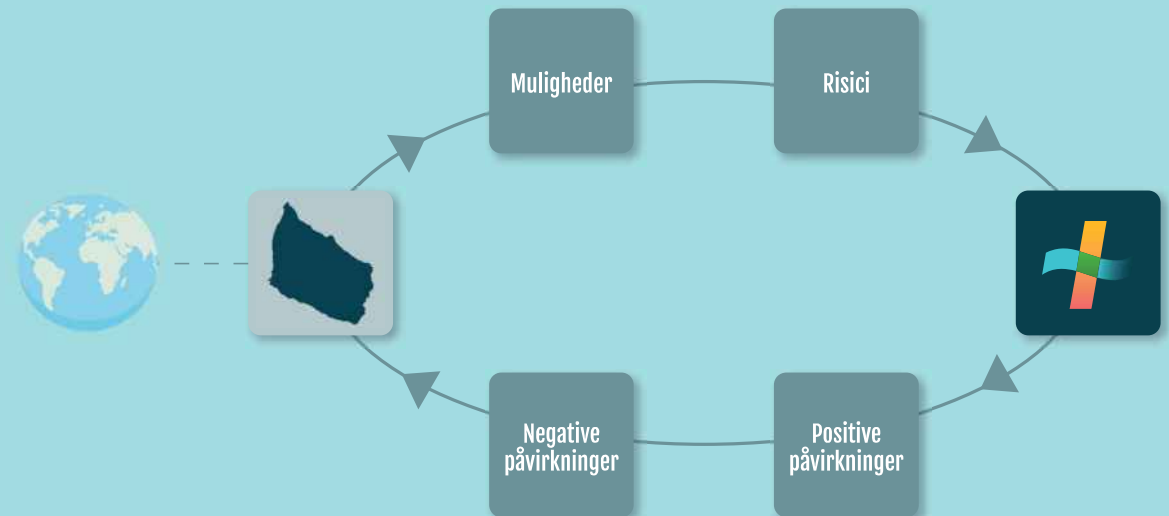 Muligheder
Risici
Negative
påvirkninger
Positive
påvirkninger